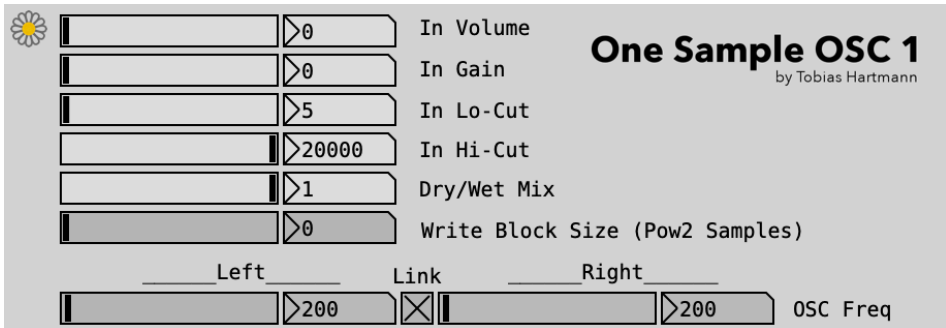 0 In Volume
One Sample OSC 1
by Tobias Hartmann
0 In Gain
5 In Lo-Cut
20000 In Hi-Cut
1 Dry/Wet Mix
0 Write Block Size (Pow2 Samples)
______Left______ Link ______Right______
200 200 OSC Freq